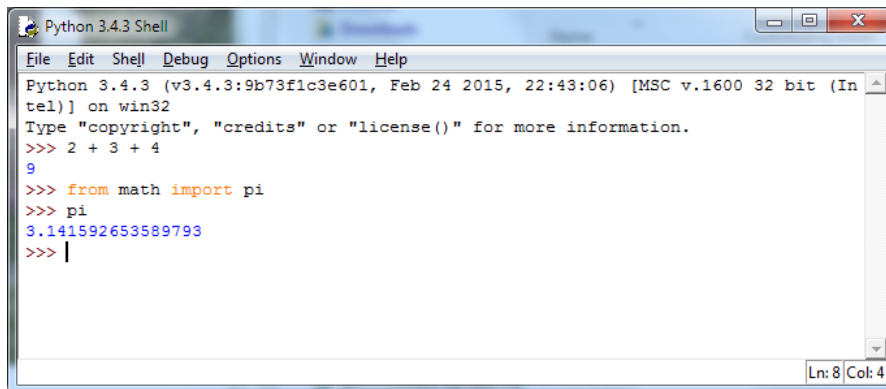 Python 3.4.3 Shell
File Edit Shell Debug Options Window Help
Python 3.4.3 (v3.4.3:9b73f1c3e601, Feb 24 2015, 22:43:06) [MSC v.1600 32 bit (In
tel)] on win32
Type "copyright", "credits" or "license()" for more information.
>>> 2 + 3 + 4
9
>>> from math import pi
>>> pi
3.141592653589793
>>>
Ln: 8 Col: 4